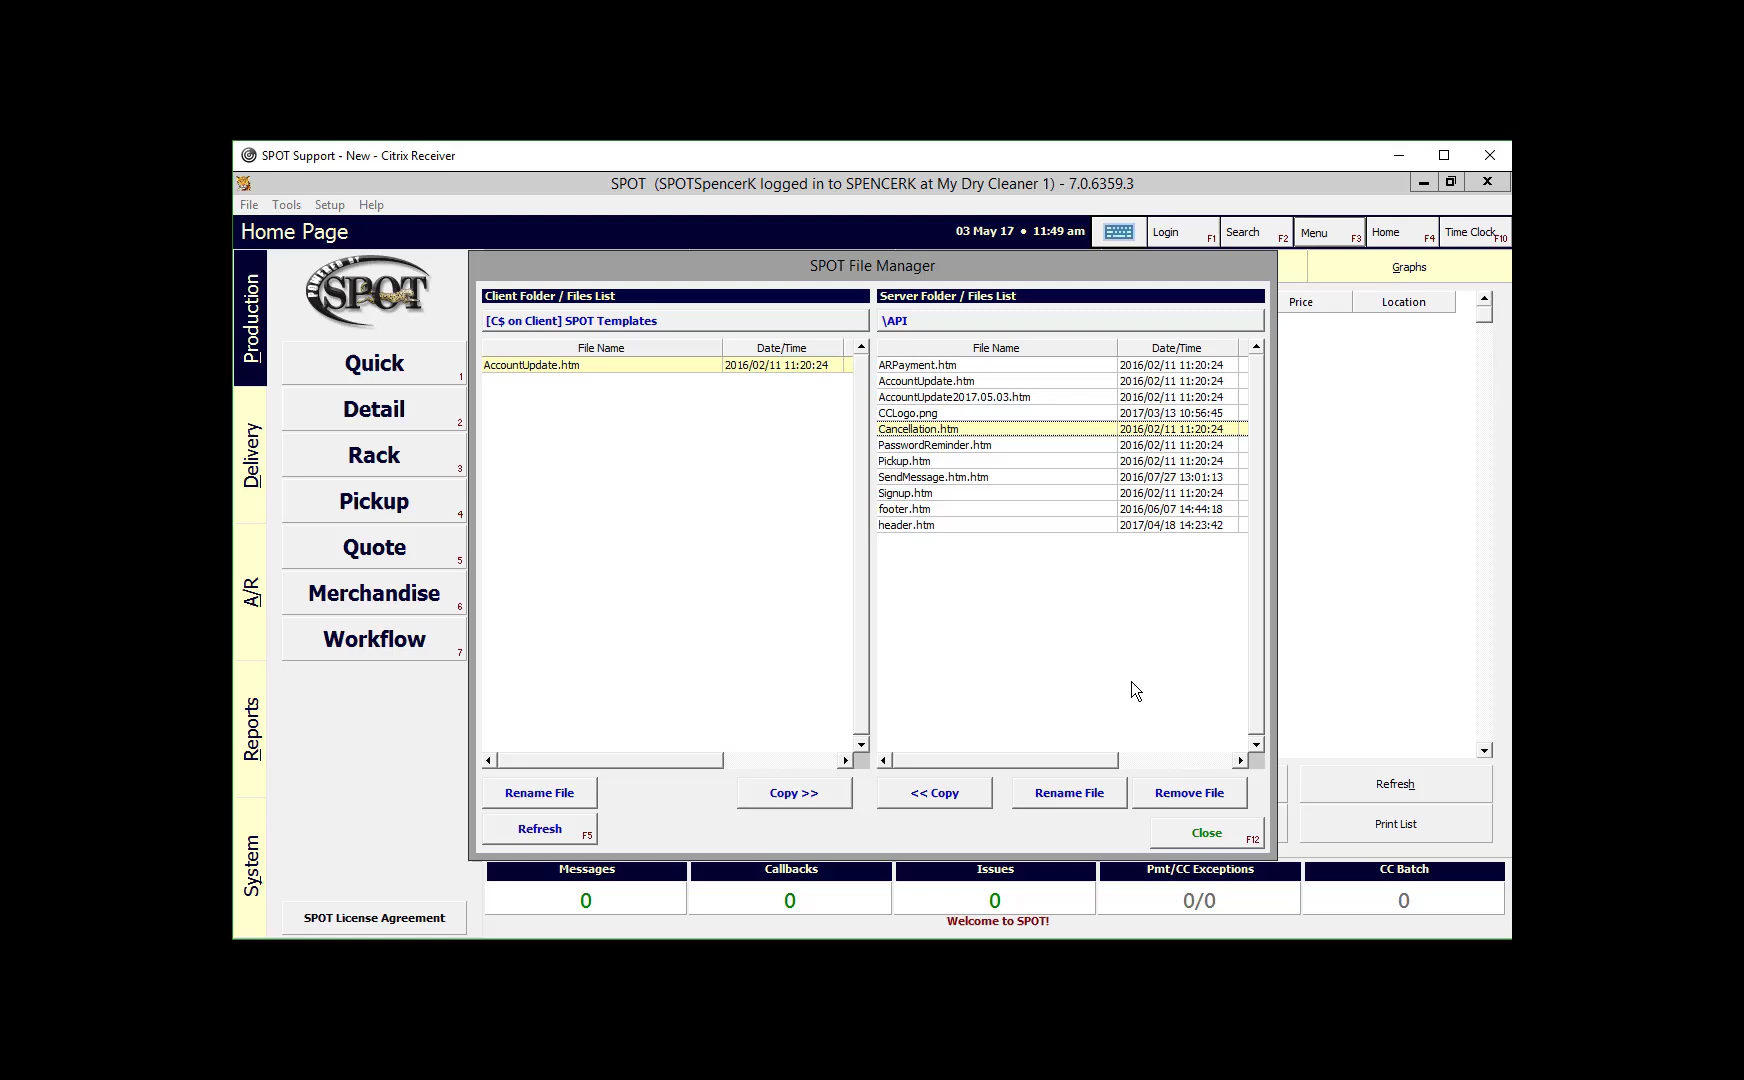 SPOT Support - New - Citrix Receiver
SPOT (SPOTSpencerK logged in to SPENCERK at My Dry Cleaner 1) - 7.0.6359.3
File Tools Setup Help
Home Page
03 May 17 • 11:49 am
Login F1
Search F2
Menu F3
Home F4
Time Clock F10
Production
Delivery
A/R
Reports
System
POWERED BY
SPOT
Quick 1
Detail 2
Rack 3
Pickup 4
Quote 5
Merchandise 6
Workflow 7
SPOT License Agreement
SPOT File Manager
Client Folder / Files List
[C$ on Client] SPOT Templates
File Name Date/Time
AccountUpdate.htm 2016/02/11 11:20:24
Rename File
Copy >>
Refresh F5
Server Folder / Files List
\API
File Name Date/Time
ARPayment.htm 2016/02/11 11:20:24
AccountUpdate.htm 2016/02/11 11:20:24
AccountUpdate2017.05.03.htm 2016/02/11 11:20:24
CCLogo.png 2017/03/13 10:56:45
Cancellation.htm 2016/02/11 11:20:24
PasswordReminder.htm 2016/02/11 11:20:24
Pickup.htm 2016/02/11 11:20:24
SendMessage.htm.htm 2016/07/27 13:01:13
Signup.htm 2016/02/11 11:20:24
footer.htm 2016/06/07 14:44:18
header.htm 2017/04/18 14:23:42
<< Copy
Rename File
Remove File
Close F12
Graphs
Price Location
Refresh
Print List
Messages Callbacks Issues Pmt/CC Exceptions CC Batch
0 0 0 0/0 0
Welcome to SPOT!